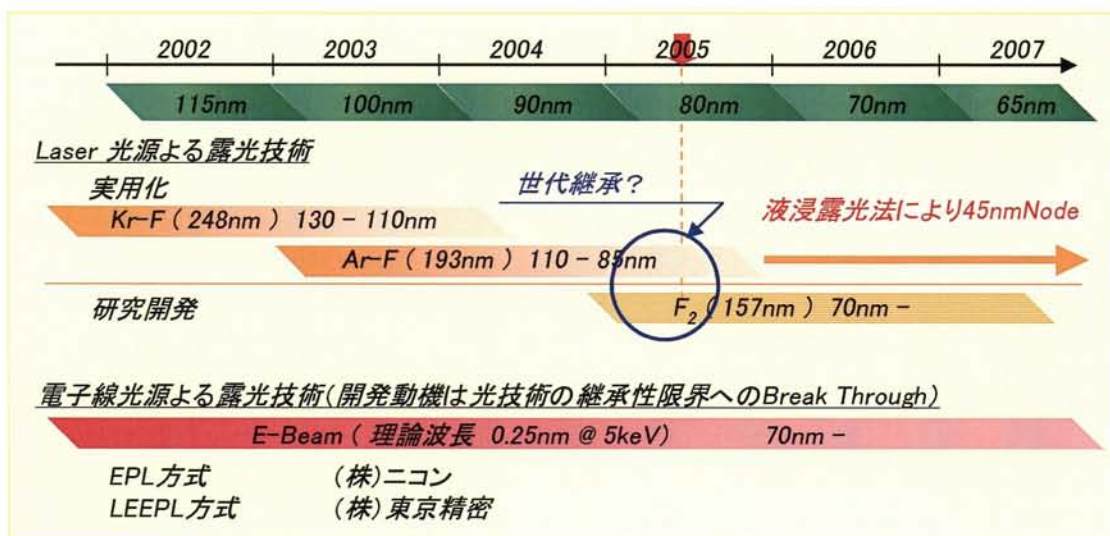 2002 2003 2004 2005 2006 2007
115nm 100nm 90nm 80nm 70nm 65nm
Laser 光源よる露光技術
実用化
世代継承？
Kr-F ( 248nm ) 130 - 110nm
液浸露光法により45nmNode
Ar-F ( 193nm ) 110 - 85nm
研究開発
F2 ( 157nm ) 70nm -
電子線光源よる露光技術(開発動機は光技術の継承性限界へのBreak Through)
E-Beam ( 理論波長 0.25nm @ 5keV) 70nm -
EPL方式 (株)ニコン
LEEPL方式 (株)東京精密